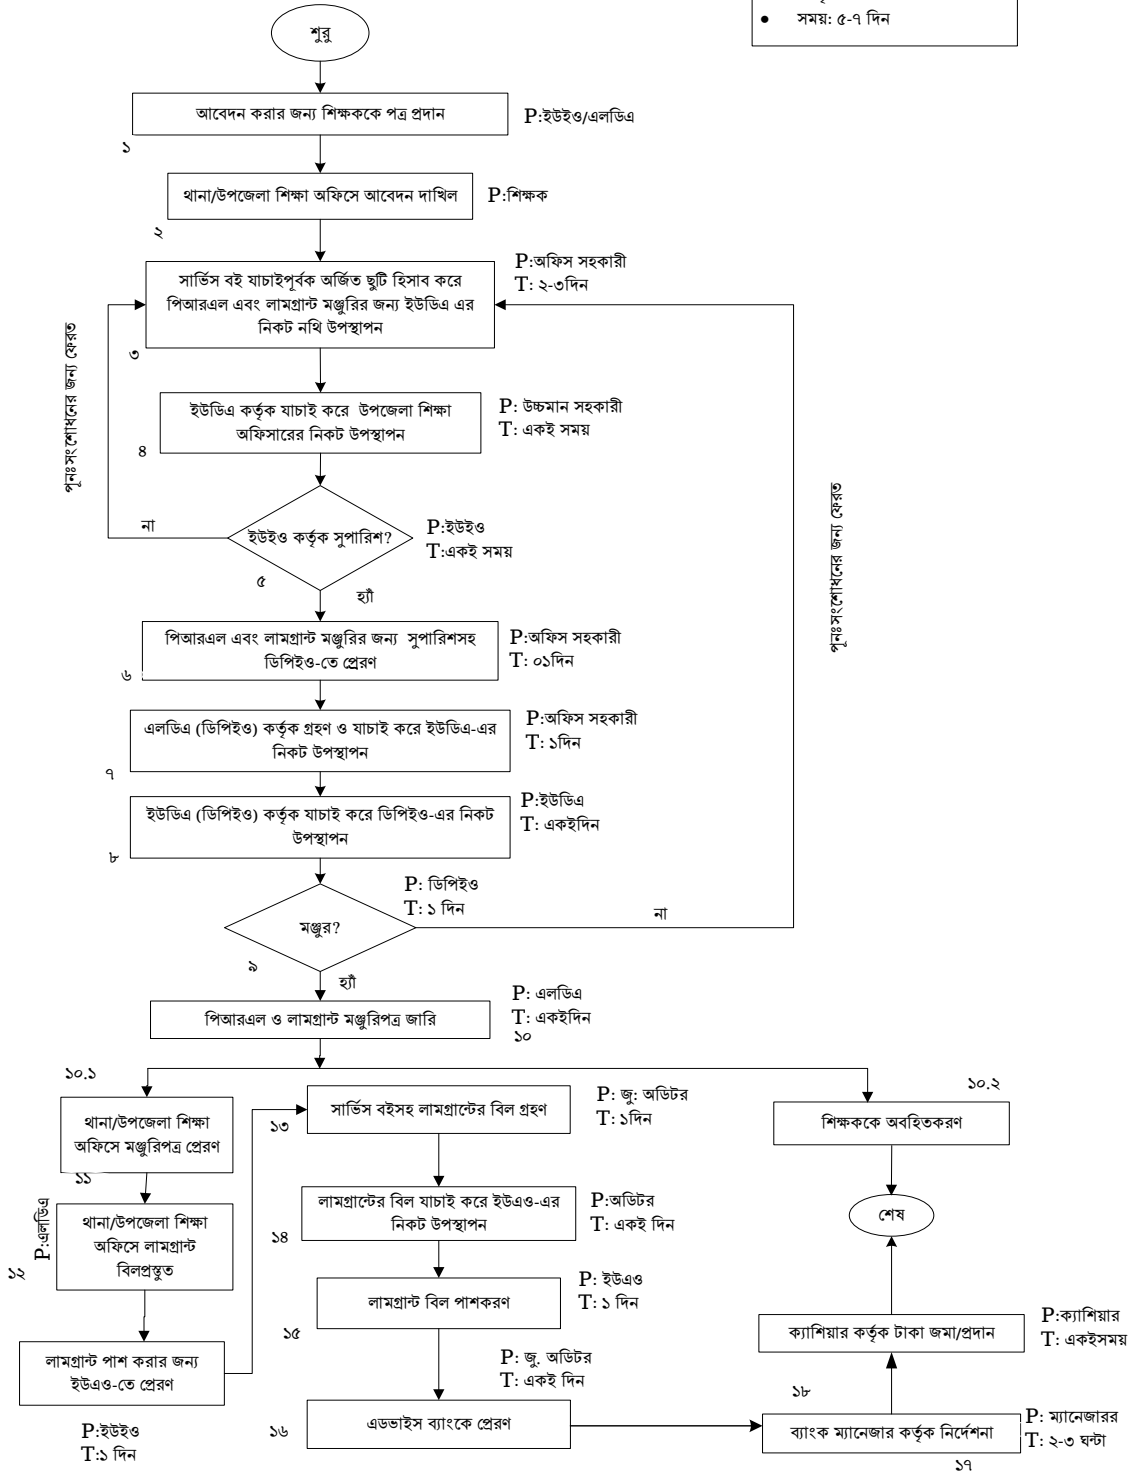 • সময়: ৫-৭ দিন
শুরু
আবেদন করার জন্য শিক্ষককে পত্র প্রদান
P:ইউইও/এলডিএ
১
থানা/উপজেলা শিক্ষা অফিসে আবেদন দাখিল
P:শিক্ষক
২
সার্ভিস বই যাচাইপূর্বক অর্জিত ছুটি হিসাব করে
পিআরএল এবং লামগ্রান্ট মঞ্জুরির জন্য ইউডিএ এর
নিকট নথি উপস্থাপন
P:অফিস সহকারী
T: ২-৩দিন
৩
পূনঃসংশোধনের জন্য ফেরত
ইউডিএ কর্তৃক যাচাই করে উপজেলা শিক্ষা
অফিসারের নিকট উপস্থাপন
P: উচ্চমান সহকারী
T: একই সময়
৪
ইউইও কর্তৃক সুপারিশ?
P:ইউইও
T:একই সময়
না
৫
হ্যাঁ
পূনঃসংশোধনের জন্য ফেরত
পিআরএল এবং লামগ্রান্ট মঞ্জুরির জন্য সুপারিশসহ
ডিপিইও-তে প্রেরণ
P:অফিস সহকারী
T: ০১দিন
৬
এলডিএ (ডিপিইও) কর্তৃক গ্রহণ ও যাচাই করে ইউডিএ-এর
নিকট উপস্থাপন
P:অফিস সহকারী
T: ১দিন
৭
ইউডিএ (ডিপিইও) কর্তৃক যাচাই করে ডিপিইও-এর নিকট
উপস্থাপন
P:ইউডিএ
T: একইদিন
৮
মঞ্জুর?
P: ডিপিইও
T: ১ দিন
না
৯
হ্যাঁ
পিআরএল ও লামগ্রান্ট মঞ্জুরিপত্র জারি
P: এলডিএ
T: একইদিন
১০
১০.১
থানা/উপজেলা শিক্ষা
অফিসে মঞ্জুরিপত্র প্রেরণ
১১
P:এলডিএ
থানা/উপজেলা শিক্ষা
অফিসে লামগ্রান্ট
বিলপ্রস্তুত
১২
লামগ্রান্ট পাশ করার জন্য
ইউএও-তে প্রেরণ
P:ইউইও
T:১ দিন
সার্ভিস বইসহ লামগ্রান্টের বিল গ্রহণ
P: জু: অডিটর
T: ১দিন
১৩
লামগ্রান্টের বিল যাচাই করে ইউএও-এর
নিকট উপস্থাপন
P:অডিটর
T: একই দিন
১৪
লামগ্রান্ট বিল পাশকরণ
P: ইউএও
T: ১ দিন
১৫
P: জু. অডিটর
T: একই দিন
এডভাইস ব্যাংকে প্রেরণ
১৬
১০.২
শিক্ষককে অবহিতকরণ
শেষ
ক্যাশিয়ার কর্তৃক টাকা জমা/প্রদান
P:ক্যাশিয়ার
T: একইসময়
১৮
ব্যাংক ম্যানেজার কর্তৃক নির্দেশনা
P: ম্যানেজারর
T: ২-৩ ঘন্টা
১৭